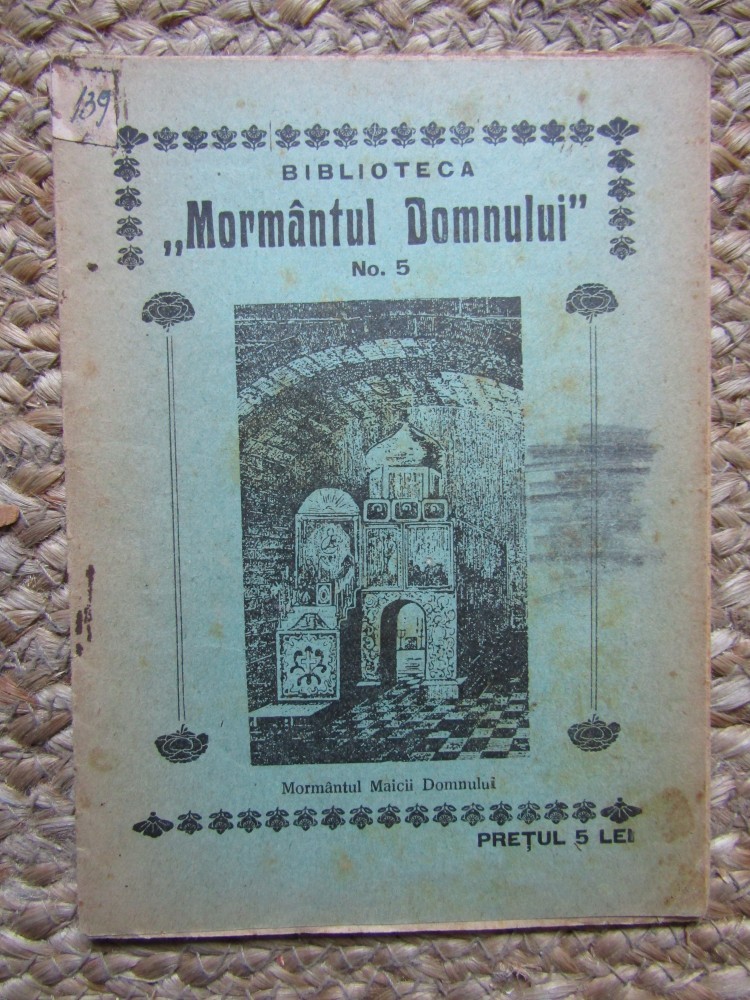 139
BIBLIOTECA
„Mormântul Domnului”
No. 5
Mormântul Maicii Domnului
PREȚUL 5 LEI